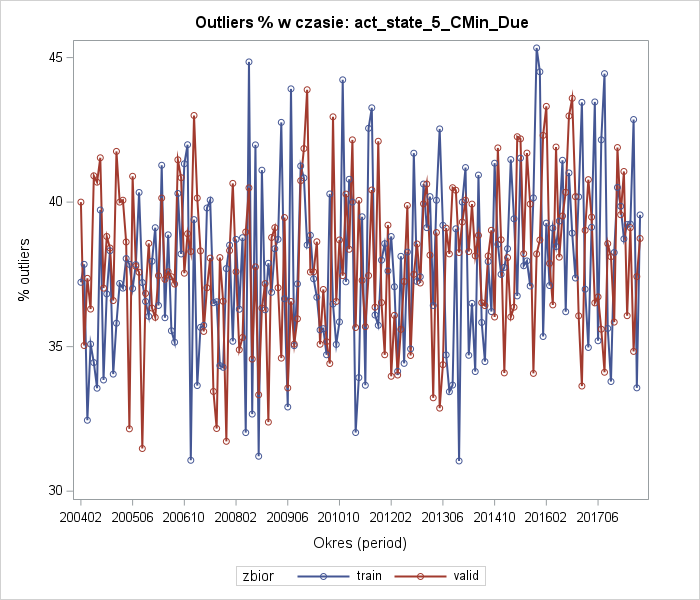 Outliers % w czasie: act_state_5_CMin_Due
% outliers
45
40
35
30
200402 200506 200610 200802 200906 201010 201202 201306 201410 201602 201706
Okres (period)
zbior train valid